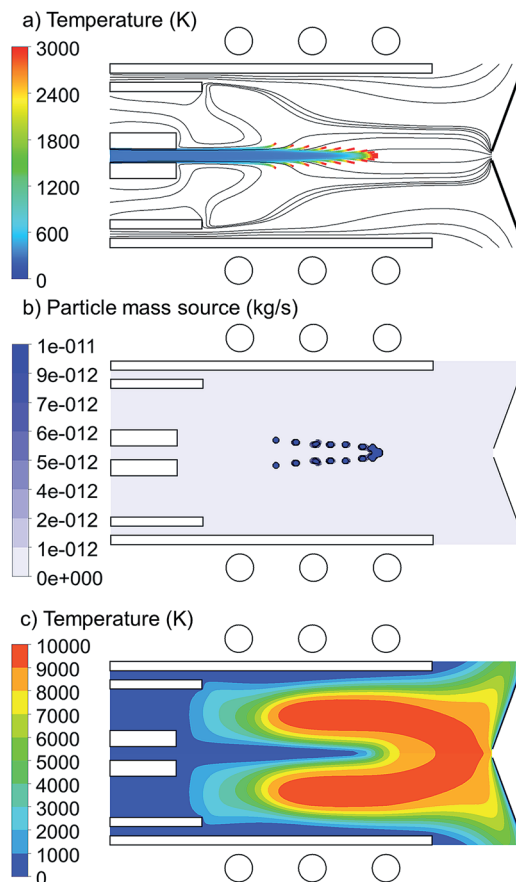 a) Temperature (K)
3000
2400
1800
1200
600
0
b) Particle mass source (kg/s)
1e-011
9e-012
7e-012
6e-012
5e-012
4e-012
2e-012
1e-012
0e+000
c) Temperature (K)
10000
9000
8000
7000
6000
5000
4000
3000
2000
1000
0